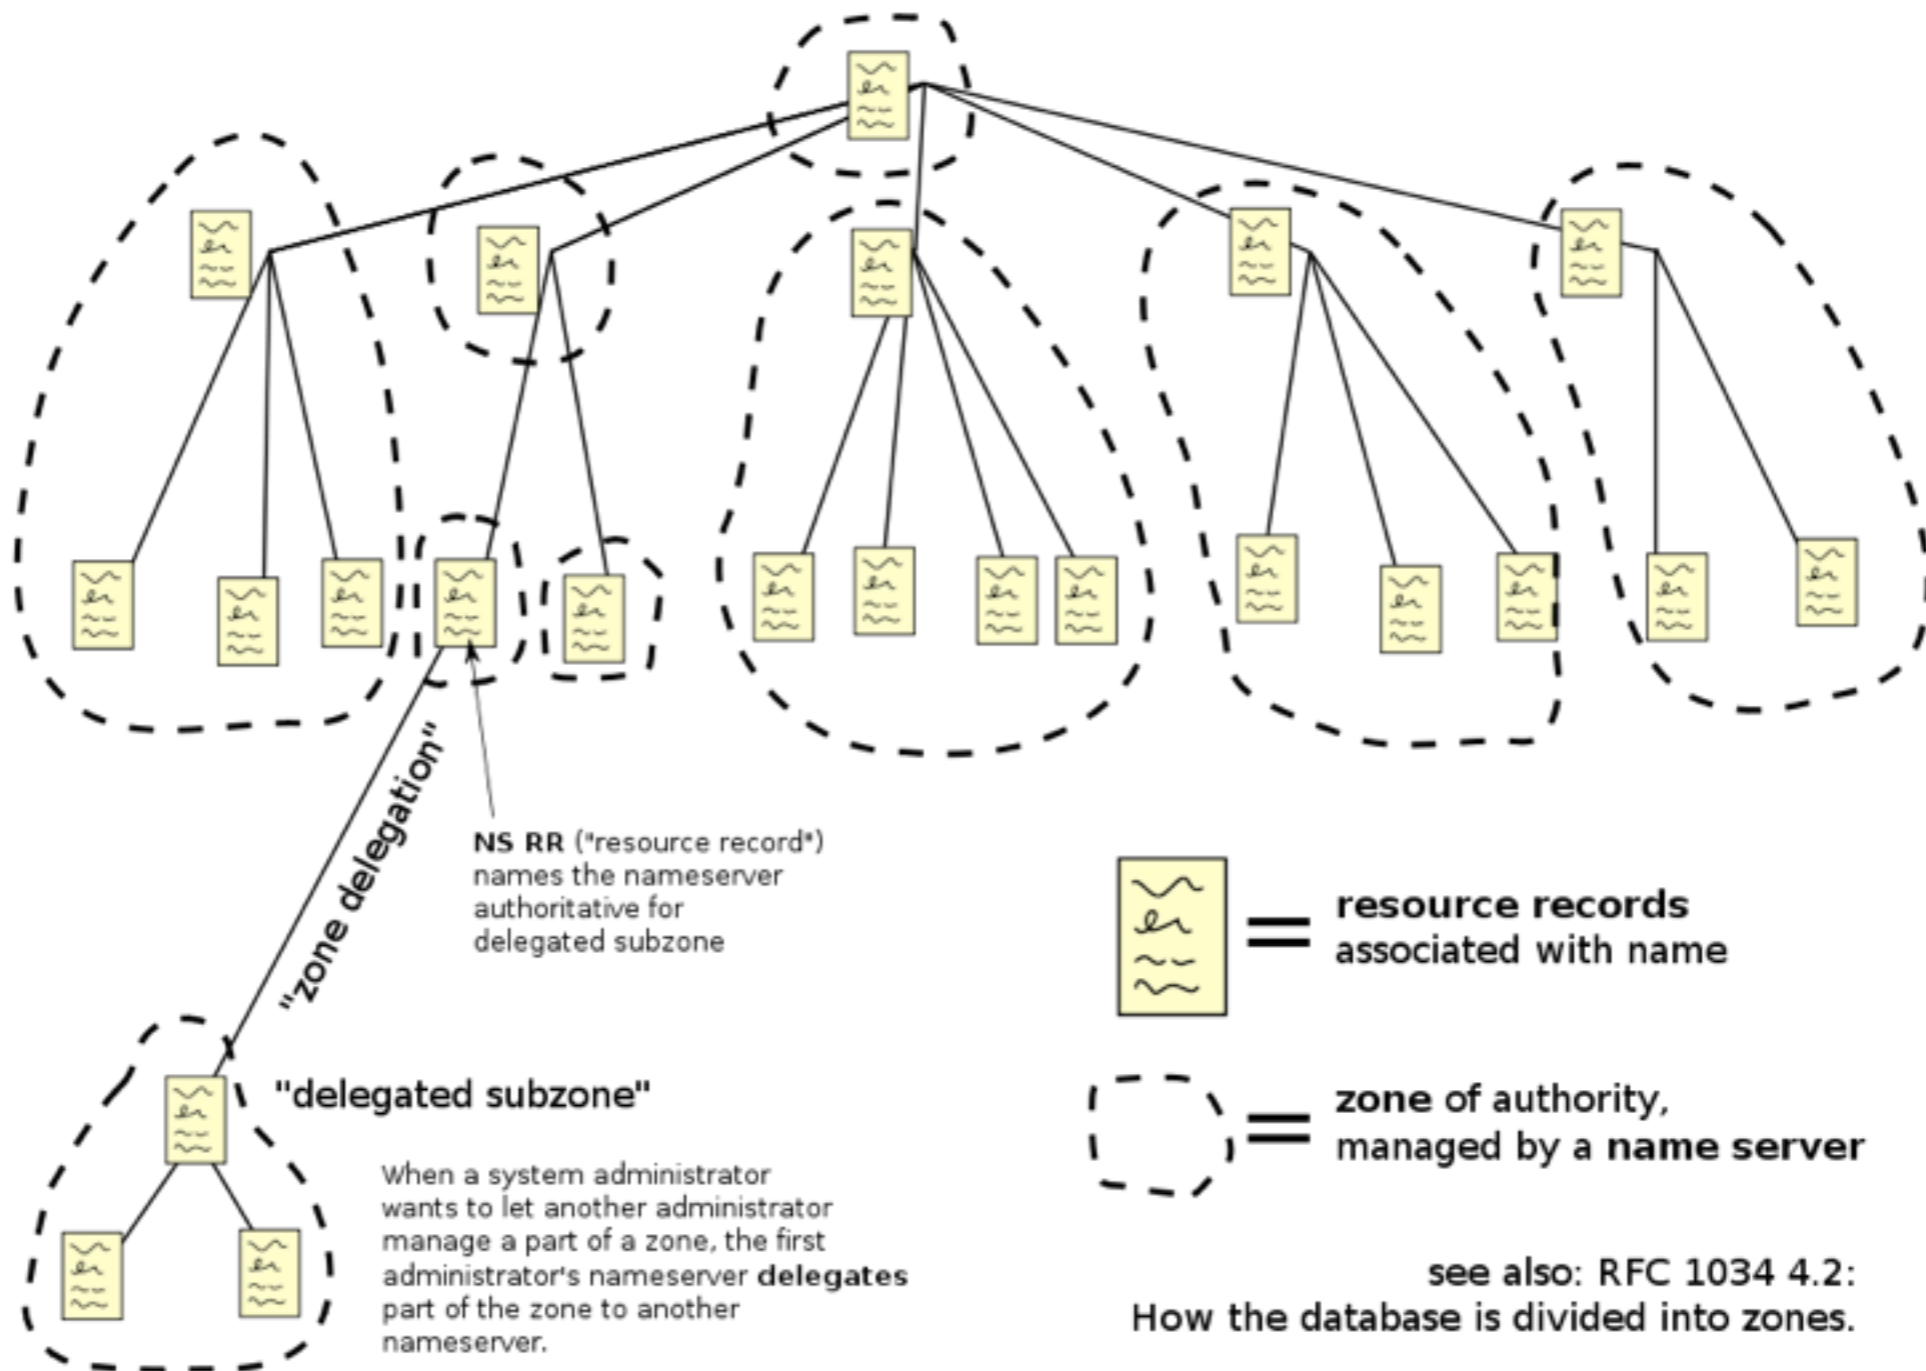 "zone delegation"
NS RR ("resource record")
names the nameserver
authoritative for
delegated subzone
resource records
associated with name
"delegated subzone"
zone of authority,
managed by a name server
When a system administrator
wants to let another administrator
manage a part of a zone, the first
administrator's nameserver delegates
part of the zone to another
nameserver.
see also: RFC 1034 4.2:
How the database is divided into zones.